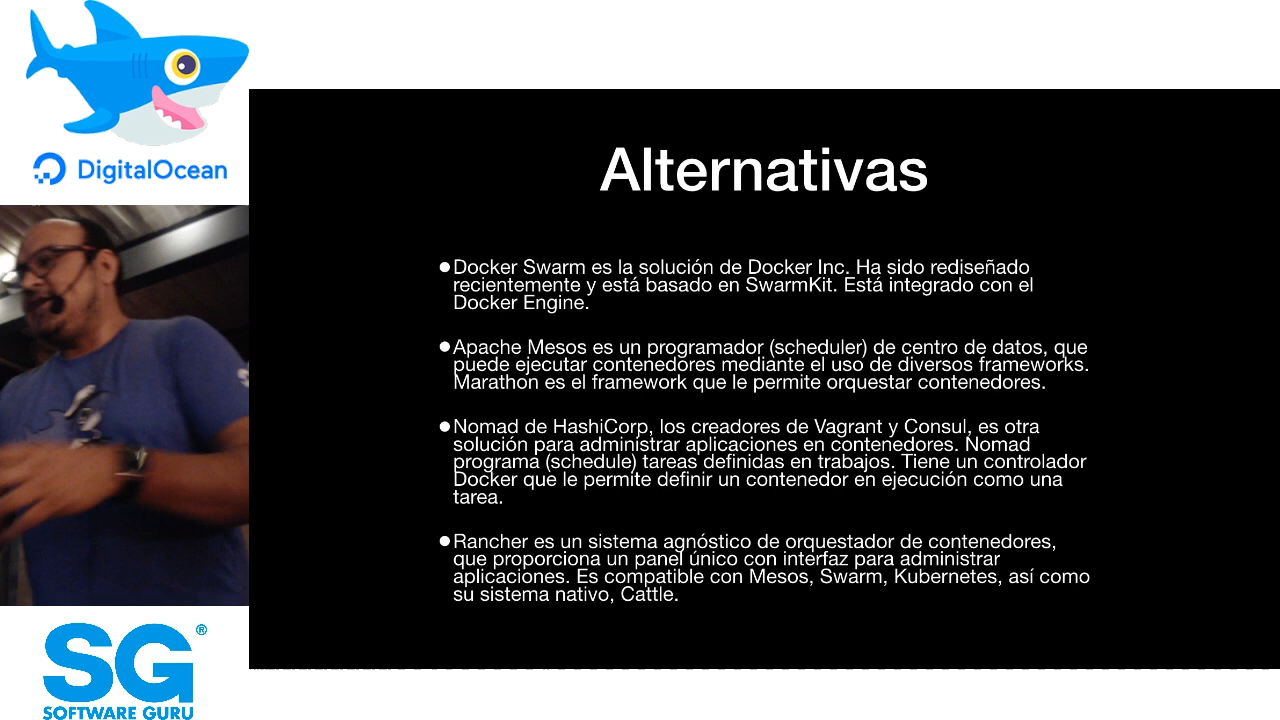 DigitalOcean
Alternativas
●Docker Swarm es la solución de Docker Inc. Ha sido rediseñado
recientemente y está basado en SwarmKit. Está integrado con el
Docker Engine.
●Apache Mesos es un programador (scheduler) de centro de datos, que
puede ejecutar contenedores mediante el uso de diversos frameworks.
Marathon es el framework que le permite orquestar contenedores.
●Nomad de HashiCorp, los creadores de Vagrant y Consul, es otra
solución para administrar aplicaciones en contenedores. Nomad
programa (schedule) tareas definidas en trabajos. Tiene un controlador
Docker que le permite definir un contenedor en ejecución como una
tarea.
●Rancher es un sistema agnóstico de orquestador de contenedores,
que proporciona un panel único con interfaz para administrar
aplicaciones. Es compatible con Mesos, Swarm, Kubernetes, así como
su sistema nativo, Cattle.
SG®
SOFTWARE GURU